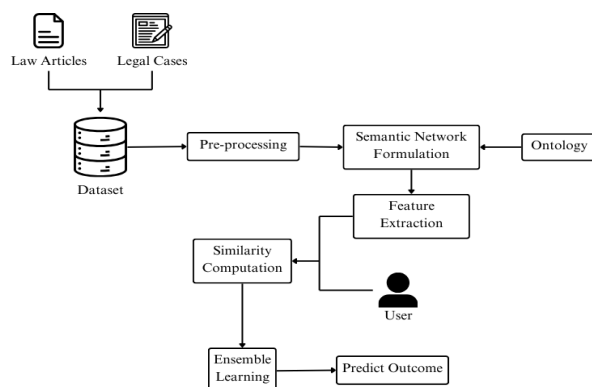 Law Articles
Legal Cases
Dataset
Pre-processing
Semantic Network
Formulation
Ontology
Feature
Extraction
Similarity
Computation
User
Ensemble
Learning
Predict Outcome